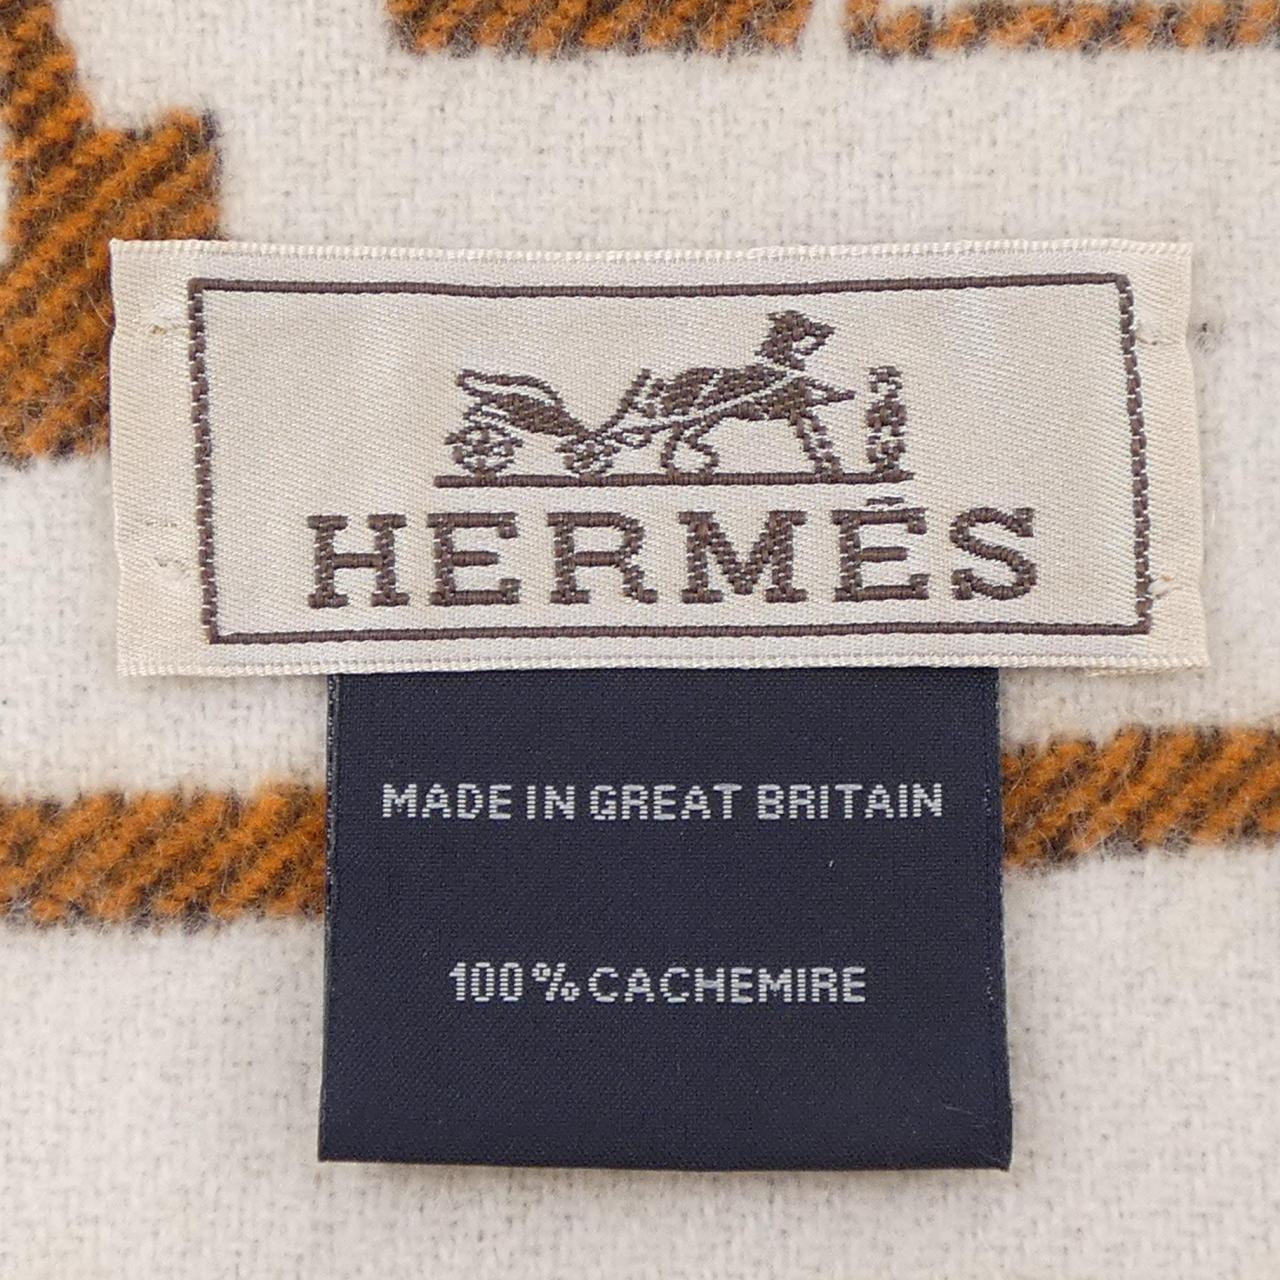 HERMÈS
MADE IN GREAT BRITAIN
100% CACHEMIRE